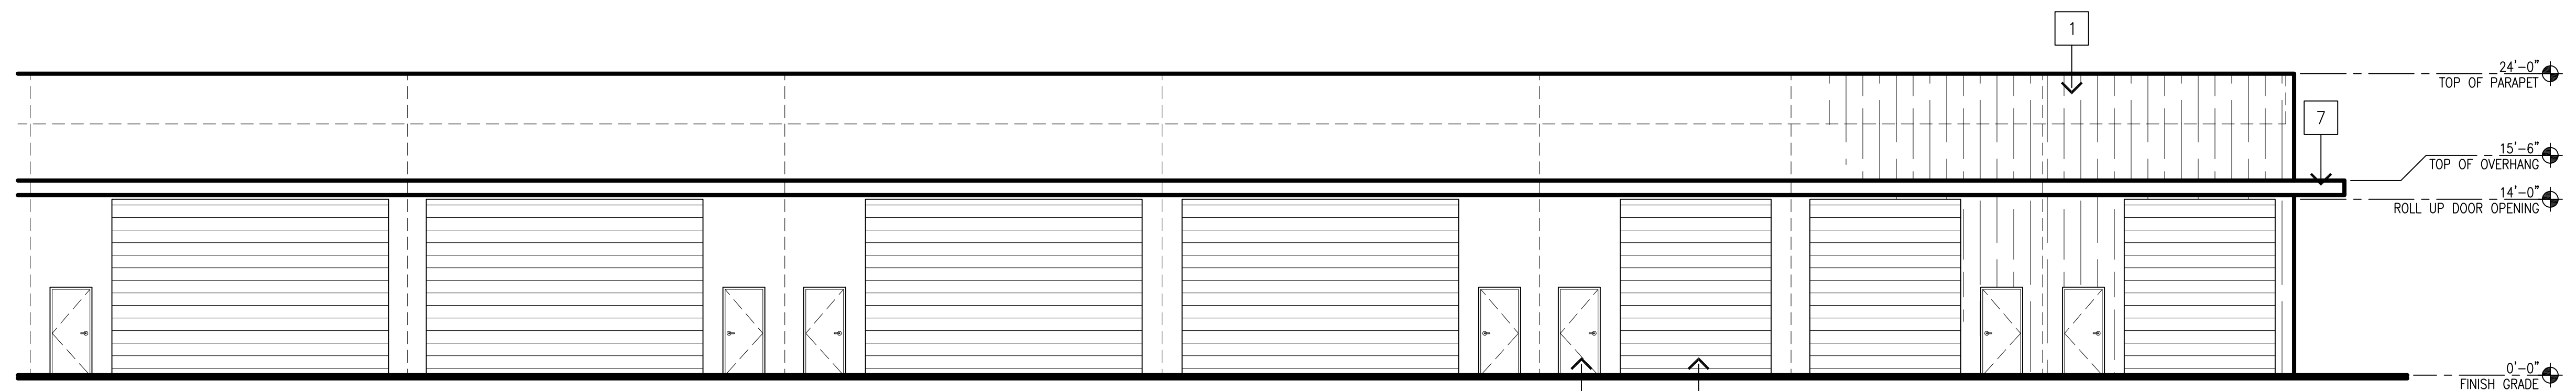 1
24'-0"
TOP OF PARAPET
7
15'-6"
TOP OF OVERHANG
14'-0"
ROLL UP DOOR OPENING
0'-0"
FINISH GRADE